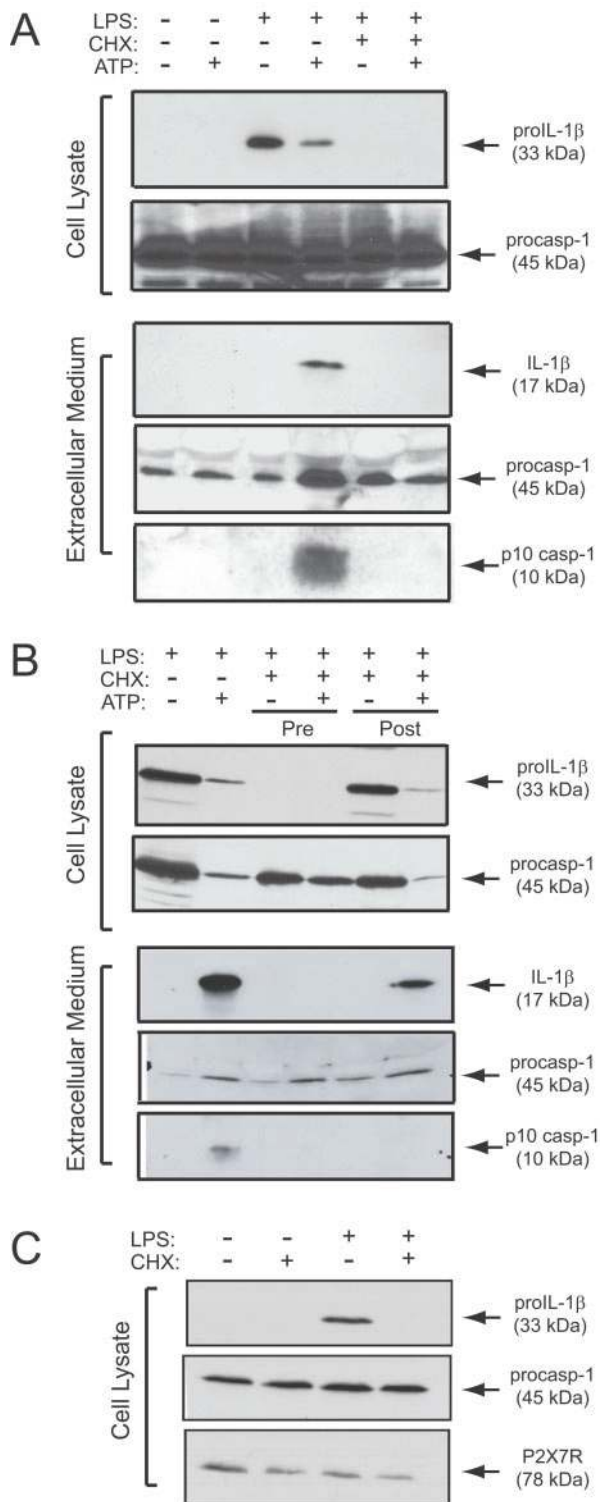 A
LPS: - - + + + +
CHX: - - - - + +
ATP: - + - + - +
Cell Lysate
proIL-1β
(33 kDa)
procasp-1
(45 kDa)
Extracellular Medium
IL-1β
(17 kDa)
procasp-1
(45 kDa)
p10 casp-1
(10 kDa)
B
LPS: + + + + + +
CHX: - - + + + +
ATP: - + - + - +
Pre Post
Cell Lysate
proIL-1β
(33 kDa)
procasp-1
(45 kDa)
Extracellular Medium
IL-1β
(17 kDa)
procasp-1
(45 kDa)
p10 casp-1
(10 kDa)
C
LPS: - - + +
CHX: - + - +
Cell Lysate
proIL-1β
(33 kDa)
procasp-1
(45 kDa)
P2X7R
(78 kDa)